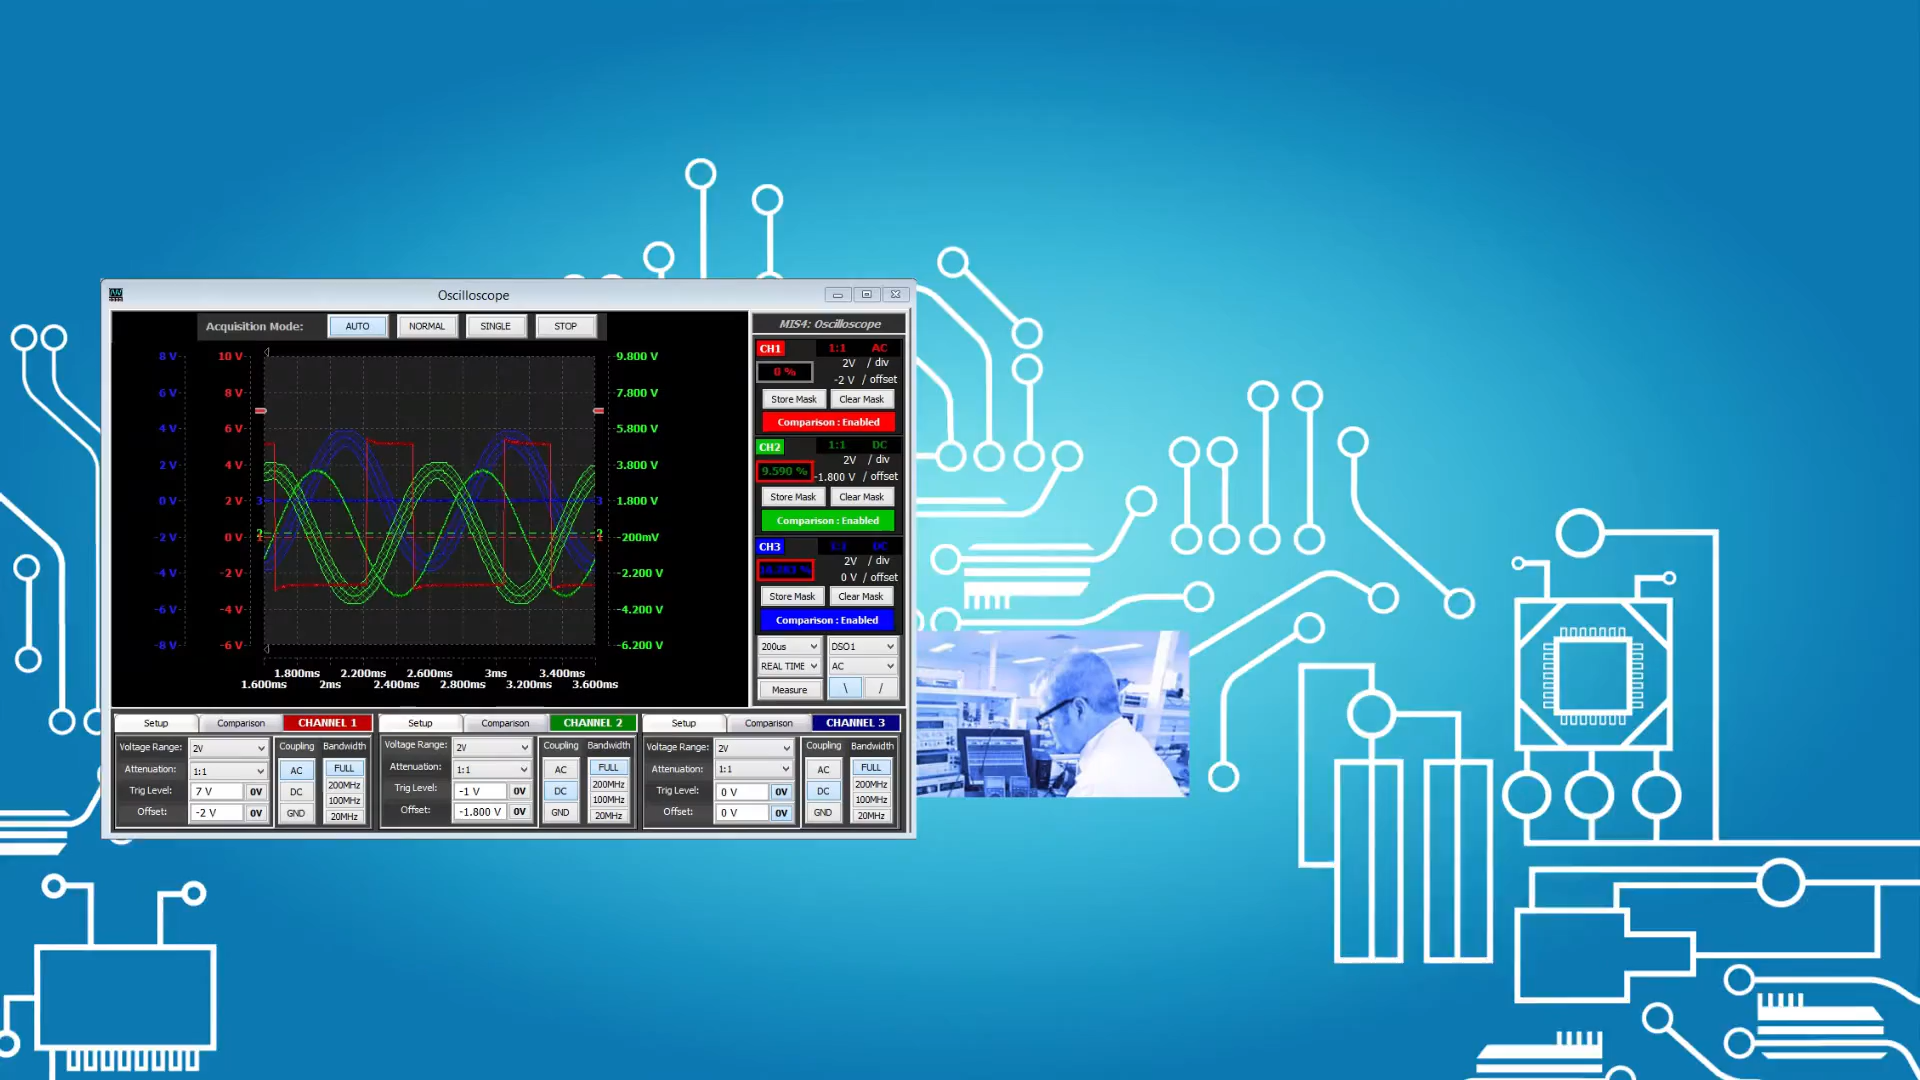 Oscilloscope
Acquisition Mode: AUTO NORMAL SINGLE STOP
8 V 10 V 9.800 V
6 V 8 V 7.800 V
4 V 6 V 5.800 V
2 V 4 V 3.800 V
0 V 2 V 3 3 1.800 V
-2 V 0 V 2 2 -200mV
-4 V -2 V -2.200 V
-6 V -4 V -4.200 V
-8 V -6 V -6.200 V
1.800ms 2.200ms 2.600ms 3ms 3.400ms
1.600ms 2ms 2.400ms 2.800ms 3.200ms 3.600ms
MIS4: Oscilloscope
CH1 1:1 AC
2V / div
0 %
-2 V / offset
Store Mask Clear Mask
Comparison : Enabled
CH2 1:1 DC
2V / div
9.590 %
-1.800 V / offset
Store Mask Clear Mask
Comparison : Enabled
CH3 1:1 DC
2V / div
0 V / offset
Store Mask Clear Mask
Comparison : Enabled
200us DSO1
REAL TIME AC
Measure \ /
Setup Comparison CHANNEL 1
Voltage Range: 2V Coupling Bandwidth
Attenuation: 1:1 AC FULL
Trig Level: 7 V 0V DC 200MHz
100MHz
Offset: -2 V 0V GND 20MHz
Setup Comparison CHANNEL 2
Voltage Range: 2V Coupling Bandwidth
Attenuation: 1:1 AC FULL
Trig Level: -1 V 0V DC 200MHz
100MHz
Offset: -1.800 V 0V GND 20MHz
Setup Comparison CHANNEL 3
Voltage Range: 2V Coupling Bandwidth
Attenuation: 1:1 AC FULL
Trig Level: 0 V 0V DC 200MHz
100MHz
Offset: 0 V 0V GND 20MHz